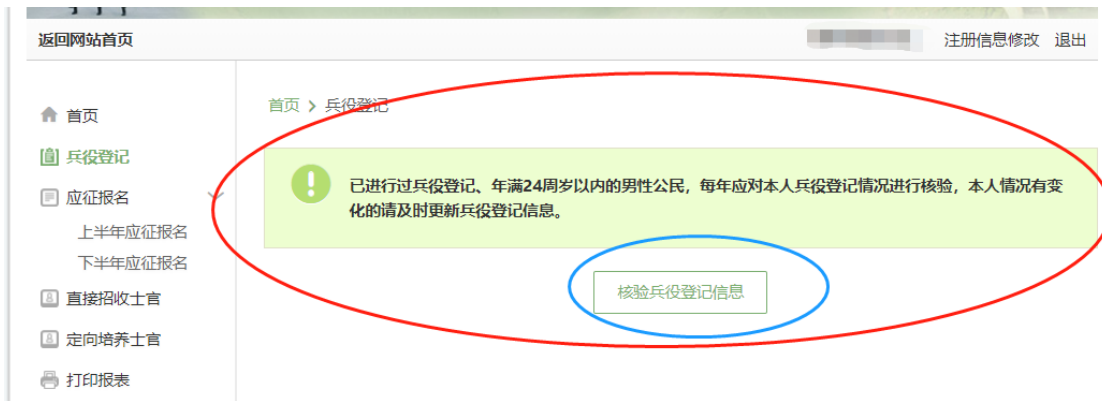 返回网站首页
注册信息修改 退出
首页 > 兵役登记
首页
兵役登记
应征报名
上半年应征报名
下半年应征报名
直接招收士官
定向培养士官
打印报表
已进行过兵役登记、年满24周岁以内的男性公民，每年应对本人兵役登记情况进行核验，本人情况有变
化的请及时更新兵役登记信息。
核验兵役登记信息